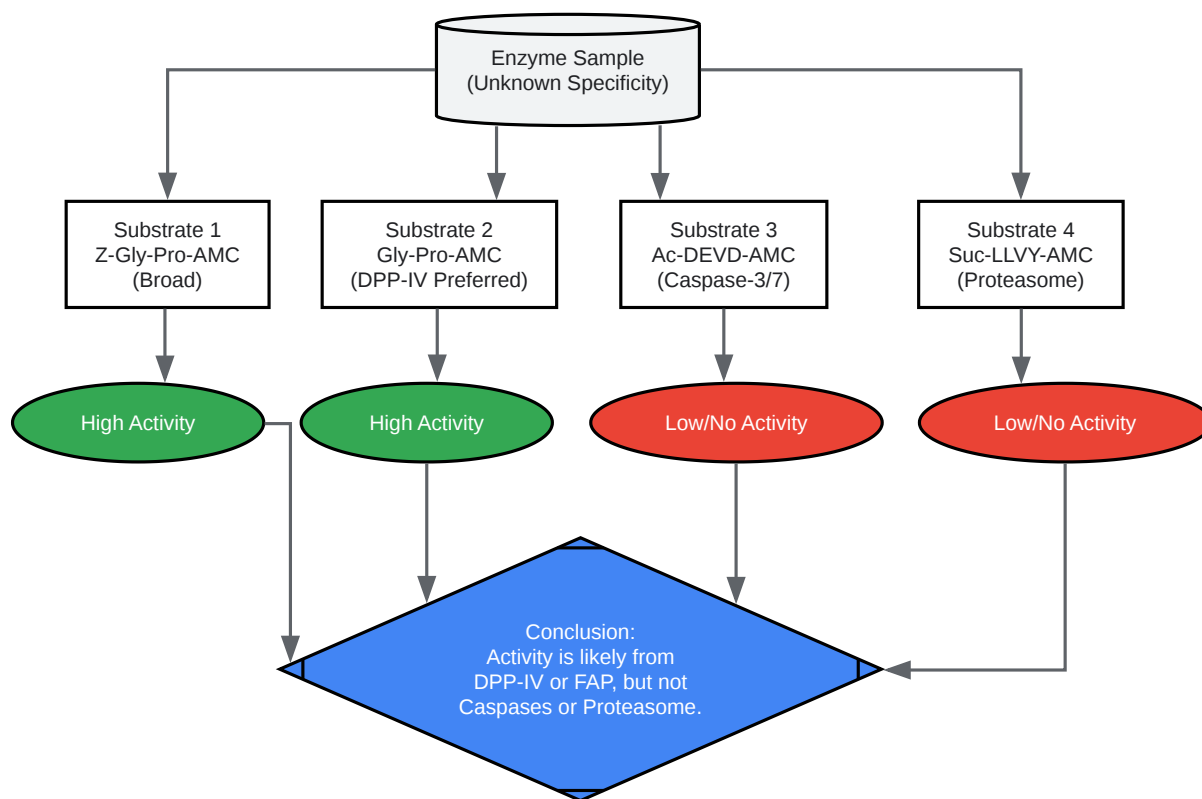 Enzyme Sample
(Unknown Specificity)
Substrate 1
Z-Gly-Pro-AMC
(Broad)
Substrate 2
Gly-Pro-AMC
(DPP-IV Preferred)
Substrate 3
Ac-DEVD-AMC
(Caspase-3/7)
Substrate 4
Suc-LLVY-AMC
(Proteasome)
High Activity
High Activity
Low/No Activity
Low/No Activity
Conclusion:
Activity is likely from
DPP-IV or FAP, but not
Caspases or Proteasome.